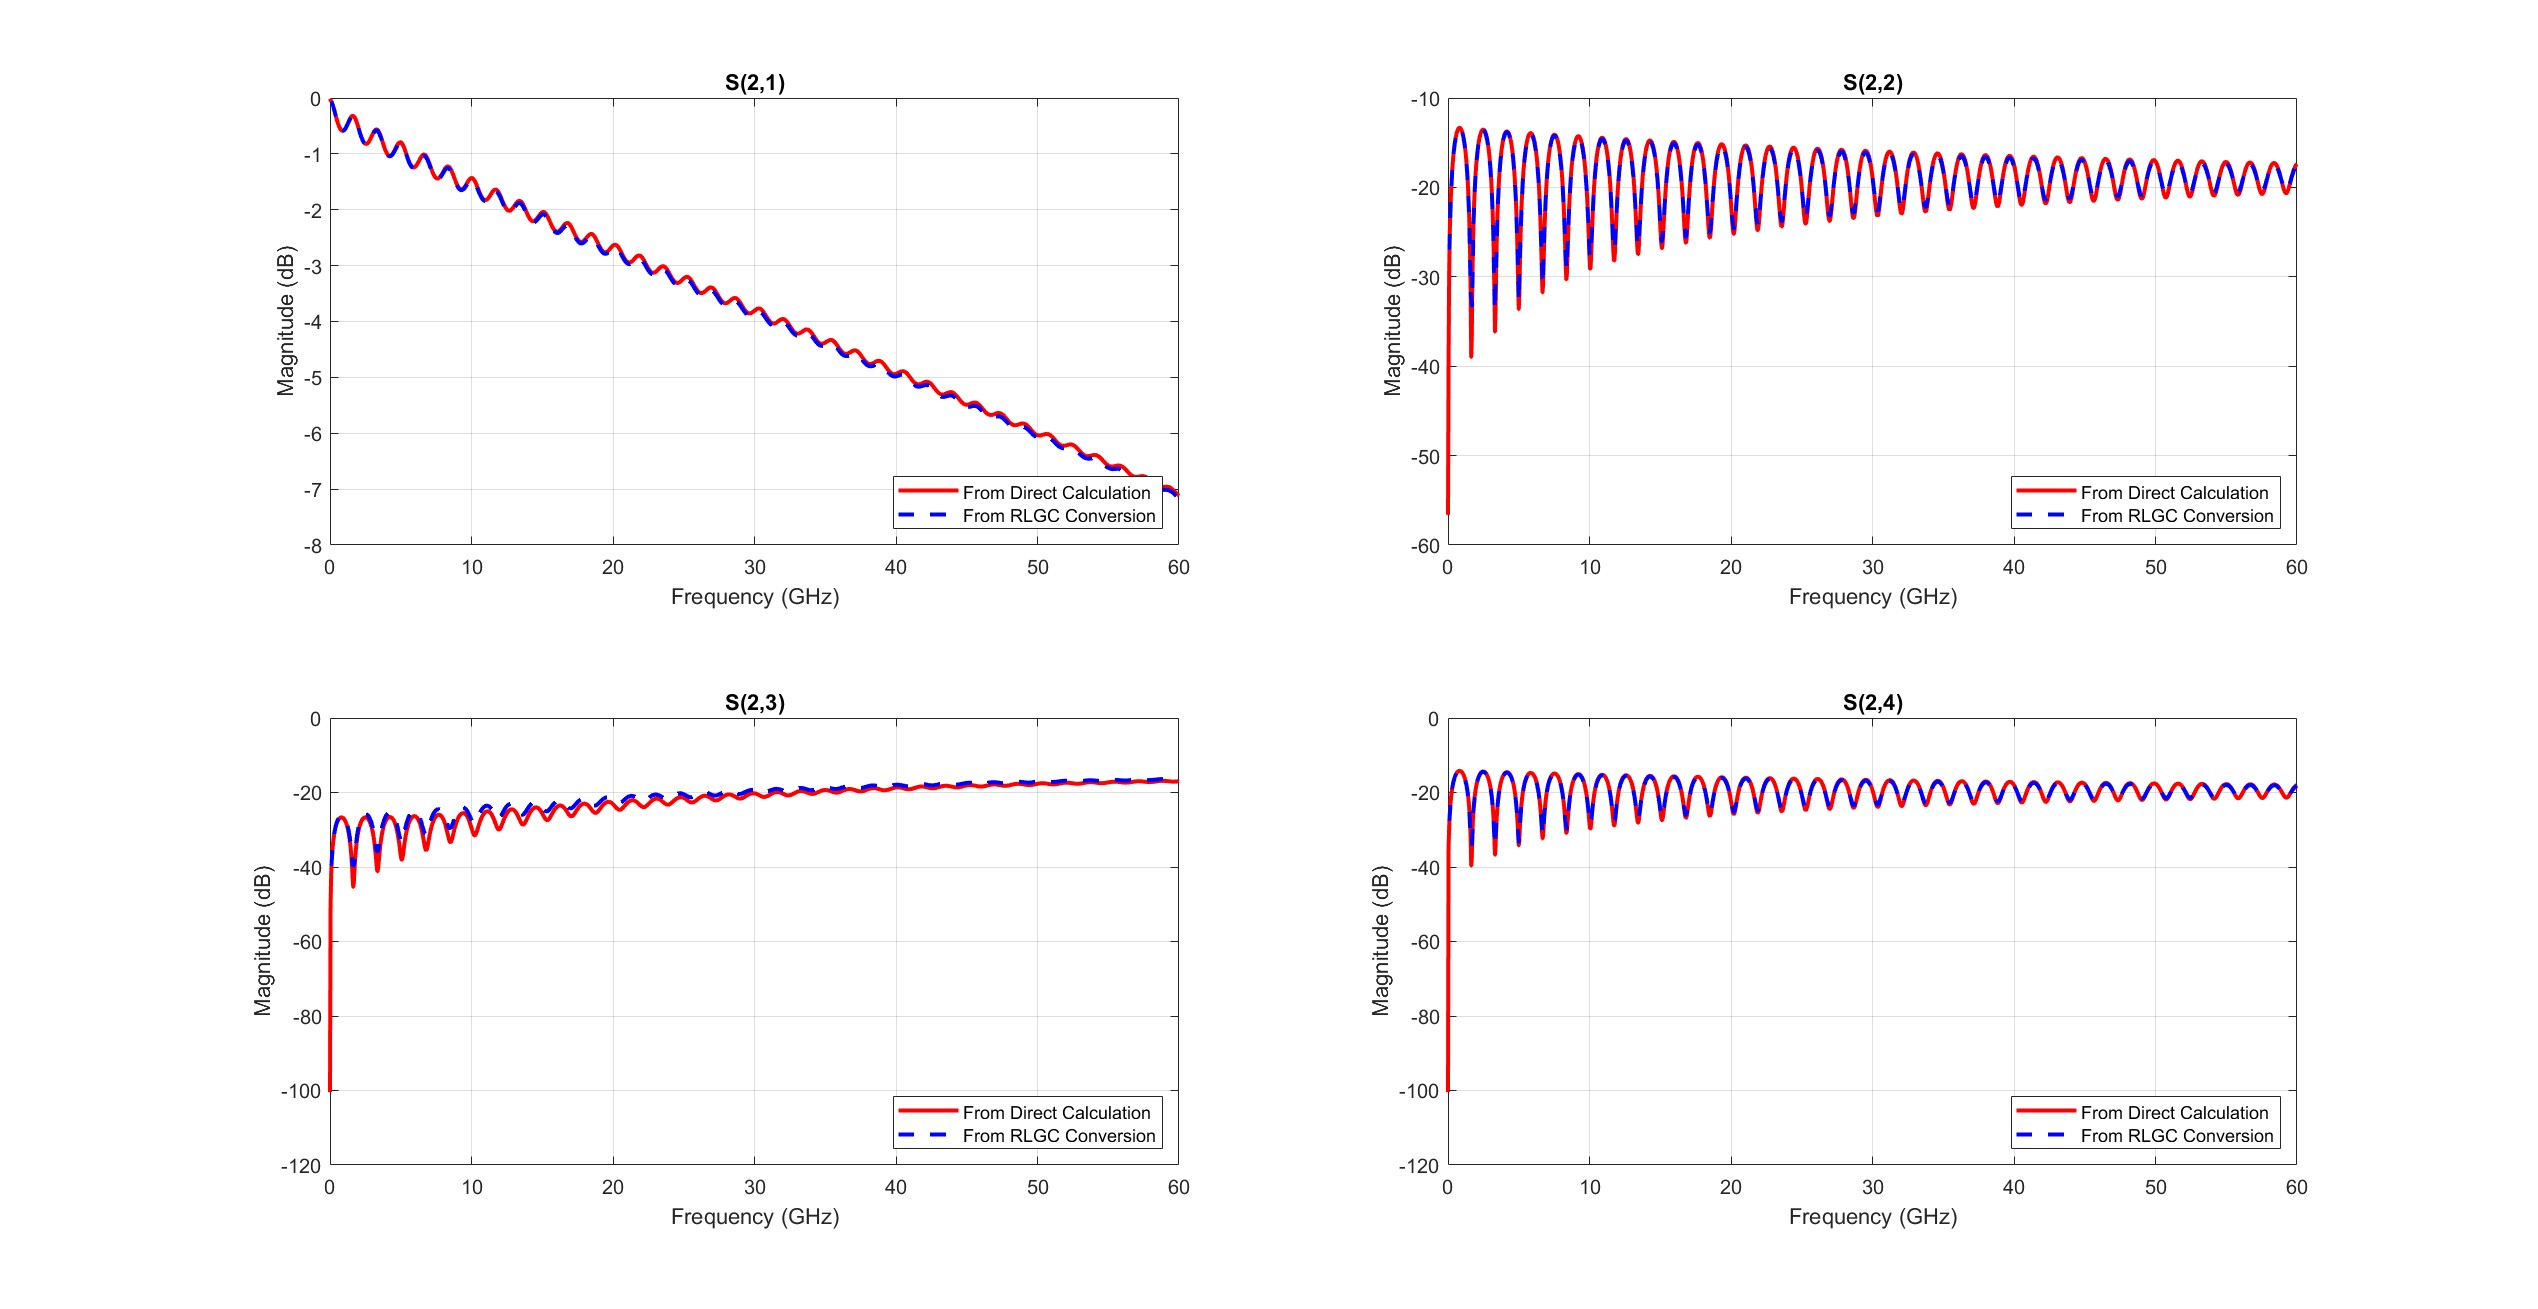 S(2,1)
0
-1
-2
-3
-4
-5
-6
-7
-8
Magnitude (dB)
From Direct Calculation
From RLGC Conversion
0 10 20 30 40 50 60
Frequency (GHz)
S(2,2)
-10
-20
-30
-40
-50
-60
Magnitude (dB)
From Direct Calculation
From RLGC Conversion
0 10 20 30 40 50 60
Frequency (GHz)
S(2,3)
0
-20
-40
-60
-80
-100
-120
Magnitude (dB)
From Direct Calculation
From RLGC Conversion
0 10 20 30 40 50 60
Frequency (GHz)
S(2,4)
0
-20
-40
-60
-80
-100
-120
Magnitude (dB)
From Direct Calculation
From RLGC Conversion
0 10 20 30 40 50 60
Frequency (GHz)